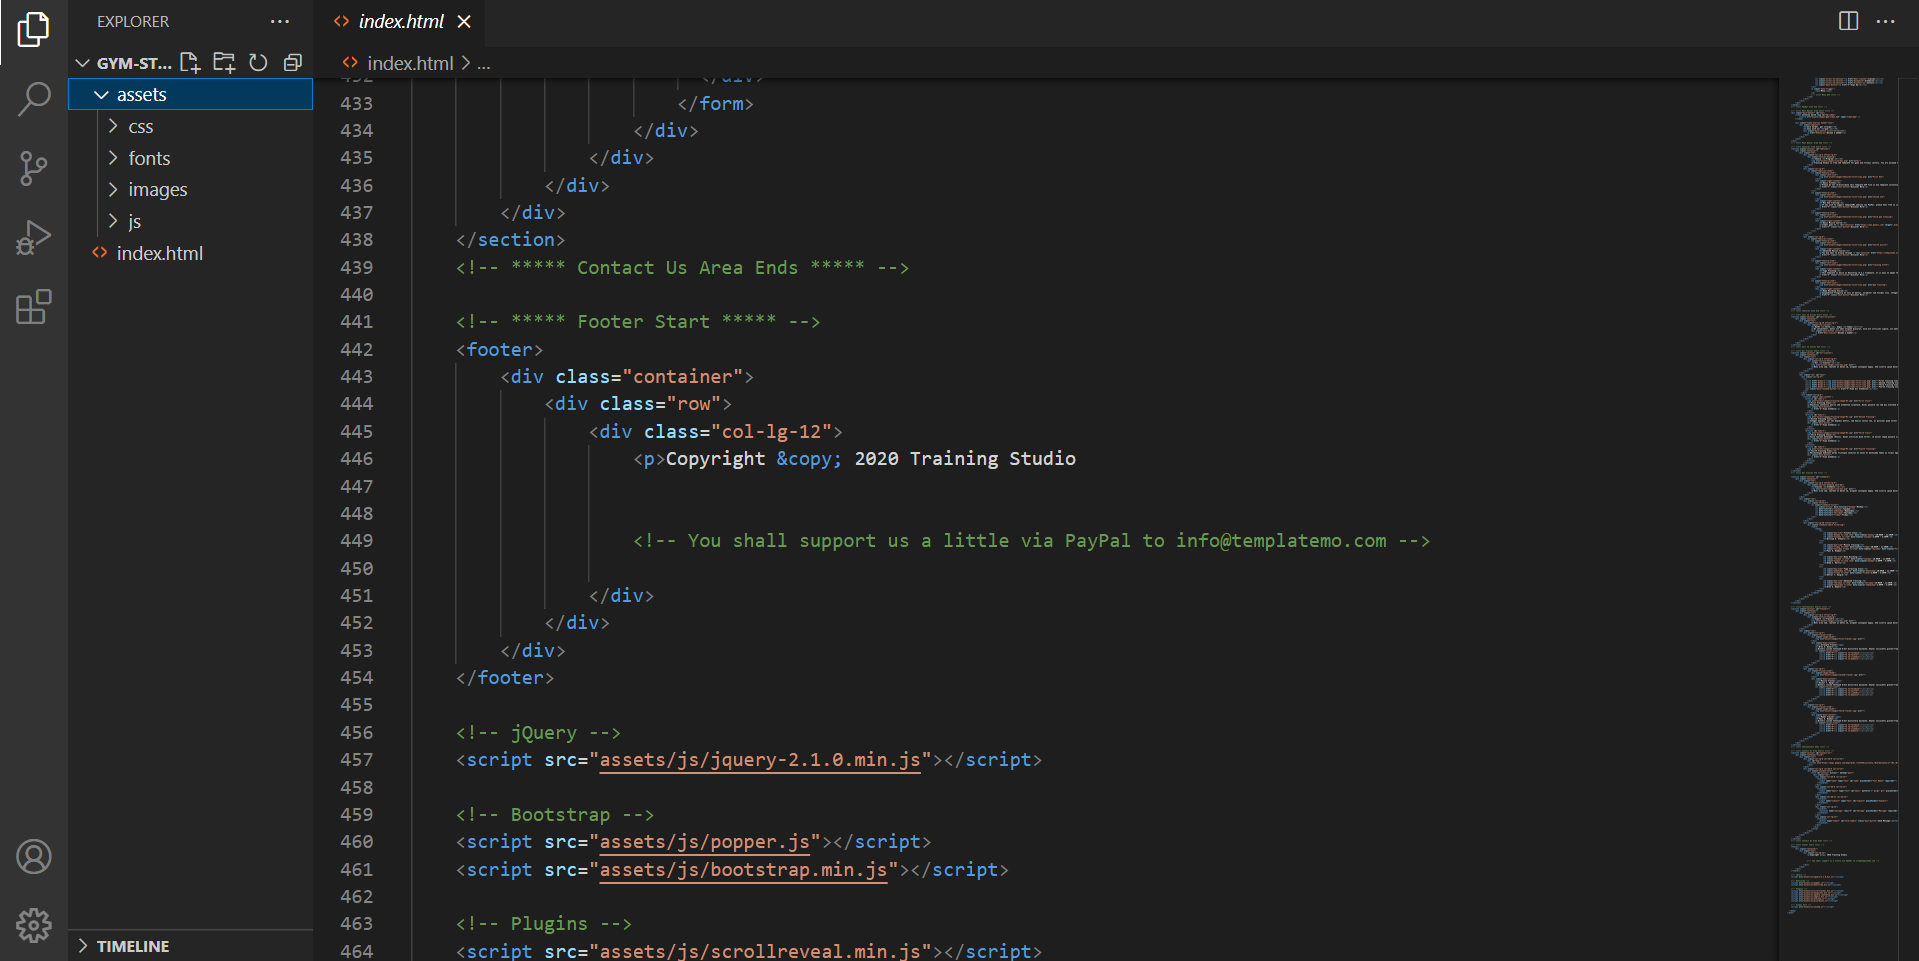 EXPLORER
GYM-ST...
assets
css
fonts
images
js
index.html
TIMELINE
index.html
index.html > ...
432 </div>
433 </form>
434 </div>
435 </div>
436 </div>
437 </div>
438 </section>
439 <!-- ***** Contact Us Area Ends ***** -->
440
441 <!-- ***** Footer Start ***** -->
442 <footer>
443 <div class="container">
444 <div class="row">
445 <div class="col-lg-12">
446 <p>Copyright &copy; 2020 Training Studio
447
448
449 <!-- You shall support us a little via PayPal to info@templatemo.com -->
450
451 </div>
452 </div>
453 </div>
454 </footer>
455
456 <!-- jQuery -->
457 <script src="assets/js/jquery-2.1.0.min.js"></script>
458
459 <!-- Bootstrap -->
460 <script src="assets/js/popper.js"></script>
461 <script src="assets/js/bootstrap.min.js"></script>
462
463 <!-- Plugins -->
464 <script src="assets/js/scrollreveal.min.js"></script>